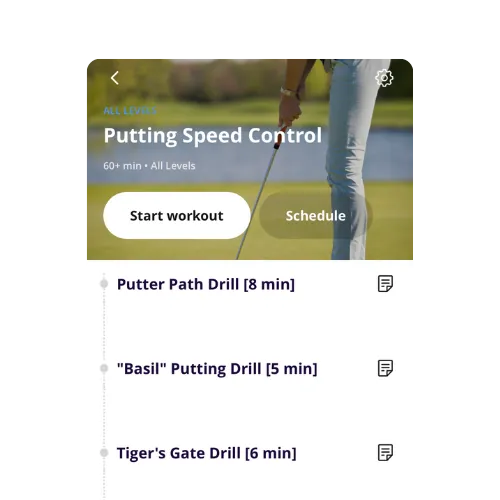 ALL LEVELS
Putting Speed Control
60+ min • All Levels
Start workout
Schedule
Putter Path Drill [8 min]
"Basil" Putting Drill [5 min]
Tiger's Gate Drill [6 min]